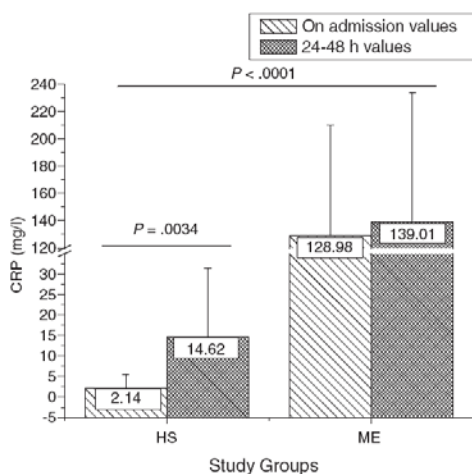 On admission values
24-48 h values
P < .0001
P = .0034
CRP (mg/l)
240
220
200
180
160
140
120
30
25
20
15
10
5
0
-5
2.14
14.62
128.98
139.01
HS
ME
Study Groups